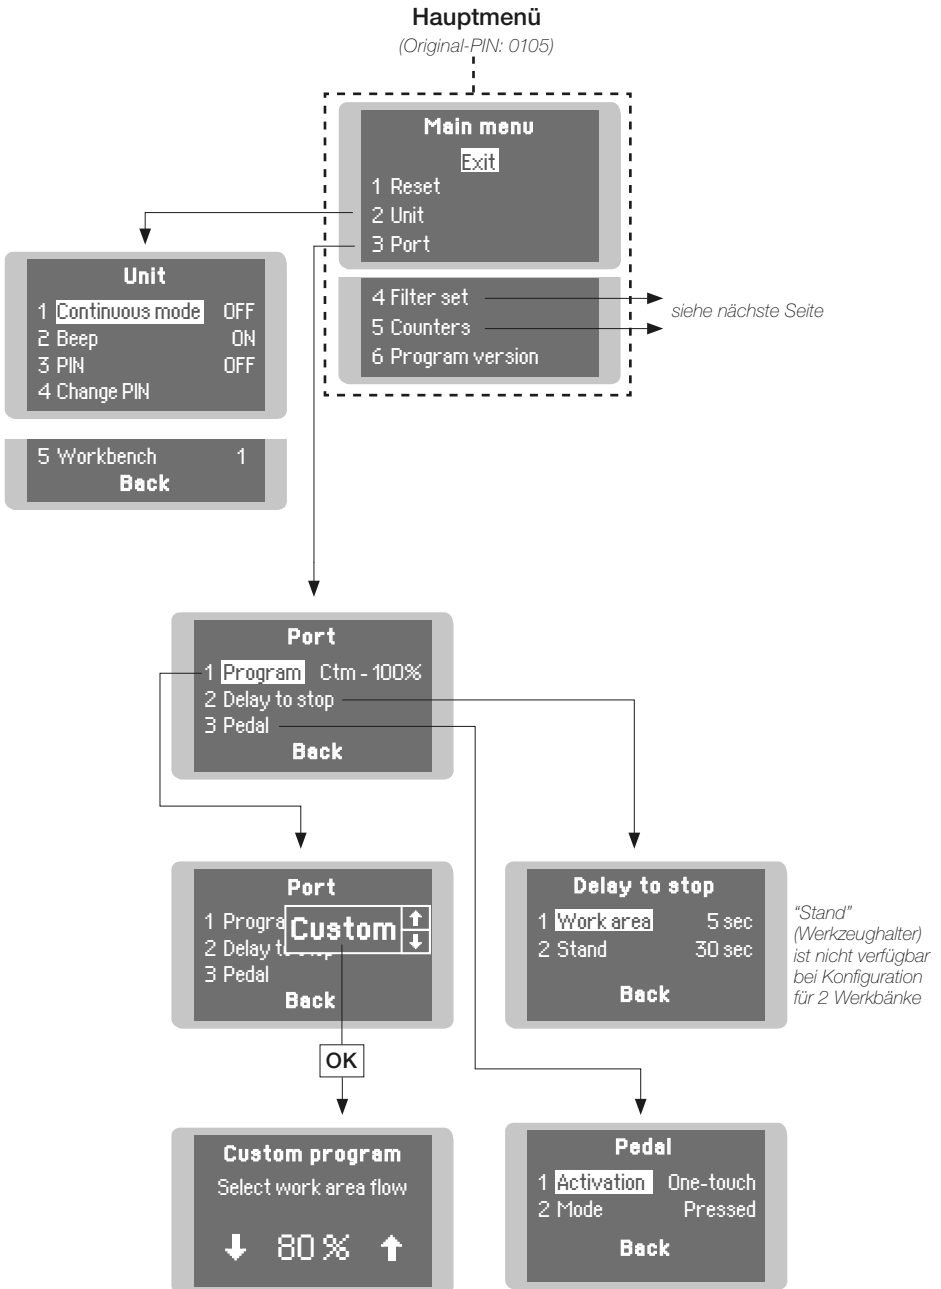 Hauptmenü
(Original-PIN: 0105)
Main menu
Exit
1 Reset
2 Unit
3 Port
4 Filter set
5 Counters
6 Program version
siehe nächste Seite
Unit
1 Continuous mode OFF
2 Beep ON
3 PIN OFF
4 Change PIN
5 Workbench 1
Back
Port
1 Program Ctm - 100%
2 Delay to stop
3 Pedal
Back
Port
1 Progra
Custom
2 Delay to stop
3 Pedal
Back
OK
Custom program
Select work area flow
80 %
Delay to stop
1 Work area 5 sec
2 Stand 30 sec
Back
"Stand"
(Werkzeughalter)
ist nicht verfügbar
bei Konfiguration
für 2 Werkbänke
Pedal
1 Activation One-touch
2 Mode Pressed
Back